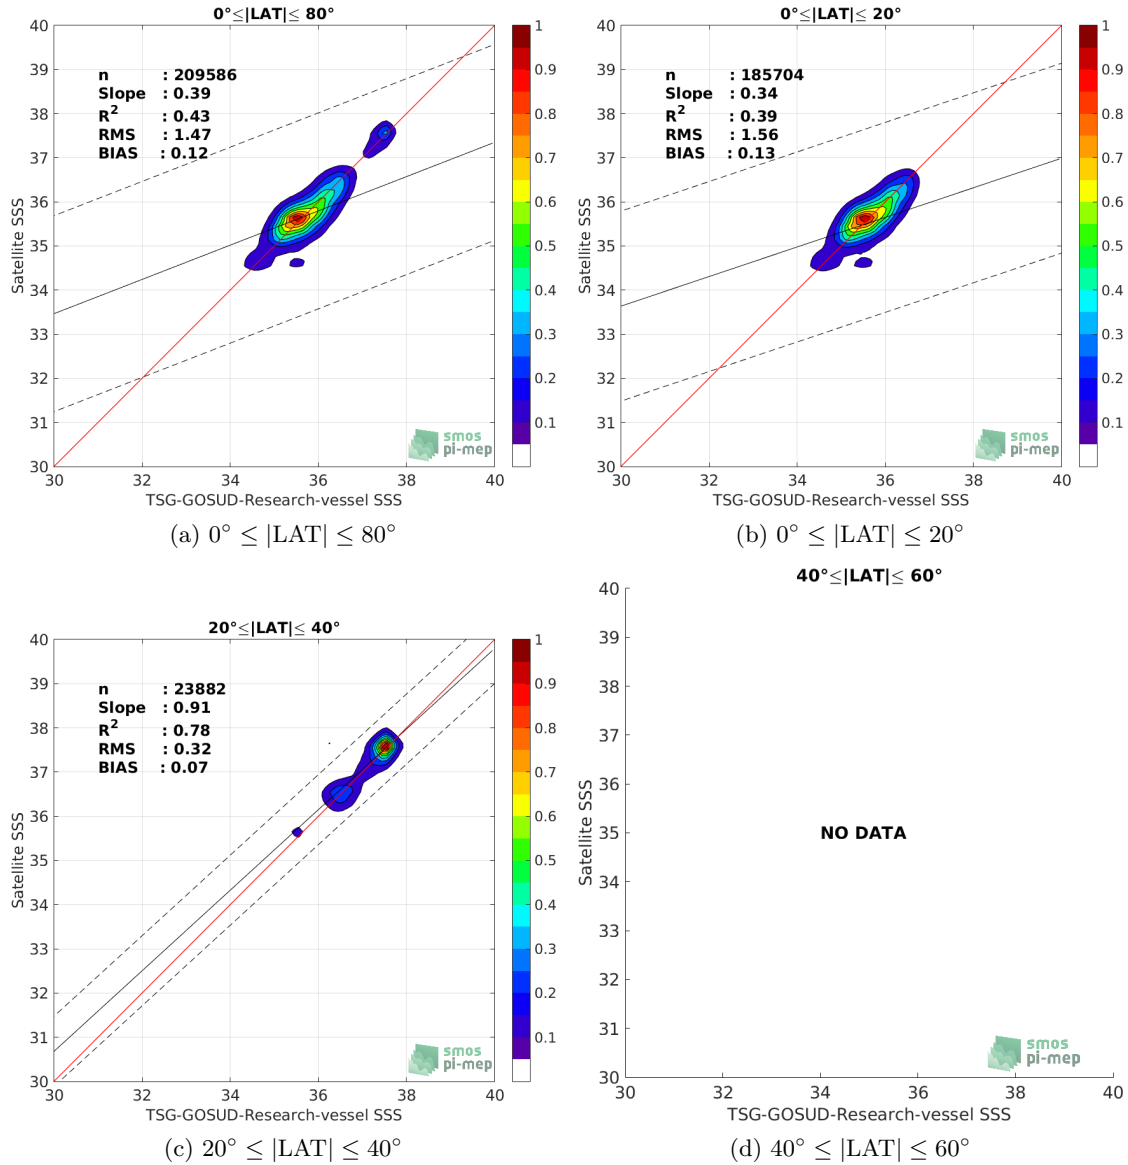 0°≤|LAT|≤ 80°
40
39
38
37
36
35
34
33
32
31
30
n : 209586
Slope : 0.39
R² : 0.43
RMS : 1.47
BIAS : 0.12
Satellite SSS
smos
pi-mep
30 32 34 36 38 40
TSG-GOSUD-Research-vessel SSS
1
0.9
0.8
0.7
0.6
0.5
0.4
0.3
0.2
0.1
(a) 0° ≤ |LAT| ≤ 80°
0°≤|LAT|≤ 20°
40
39
38
37
36
35
34
33
32
31
30
n : 185704
Slope : 0.34
R² : 0.39
RMS : 1.56
BIAS : 0.13
Satellite SSS
smos
pi-mep
30 32 34 36 38 40
TSG-GOSUD-Research-vessel SSS
1
0.9
0.8
0.7
0.6
0.5
0.4
0.3
0.2
0.1
(b) 0° ≤ |LAT| ≤ 20°
20°≤|LAT|≤ 40°
40
39
38
37
36
35
34
33
32
31
30
n : 23882
Slope : 0.91
R² : 0.78
RMS : 0.32
BIAS : 0.07
Satellite SSS
smos
pi-mep
30 32 34 36 38 40
TSG-GOSUD-Research-vessel SSS
1
0.9
0.8
0.7
0.6
0.5
0.4
0.3
0.2
0.1
(c) 20° ≤ |LAT| ≤ 40°
40°≤|LAT|≤ 60°
40
39
38
37
36
35
34
33
32
31
30
NO DATA
Satellite SSS
smos
pi-mep
30 32 34 36 38 40
TSG-GOSUD-Research-vessel SSS
(d) 40° ≤ |LAT| ≤ 60°